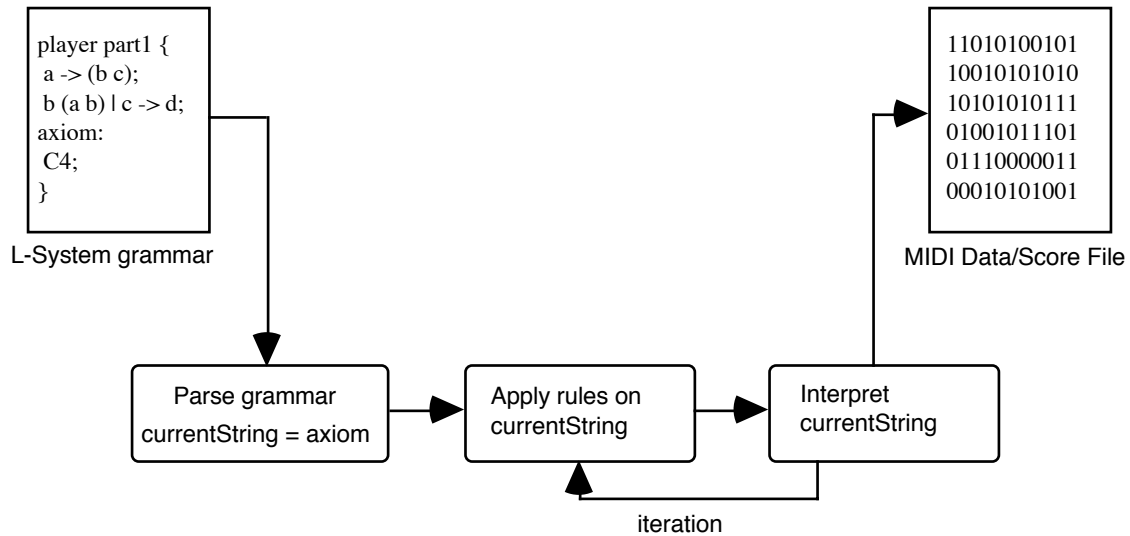 player part1 {
a -> (b c);
b (a b) | c -> d;
axiom:
C4;
}
L-System grammar
11010100101
10010101010
10101010111
01001011101
01110000011
00010101001
MIDI Data/Score File
Parse grammar
currentString = axiom
Apply rules on
currentString
Interpret
currentString
iteration